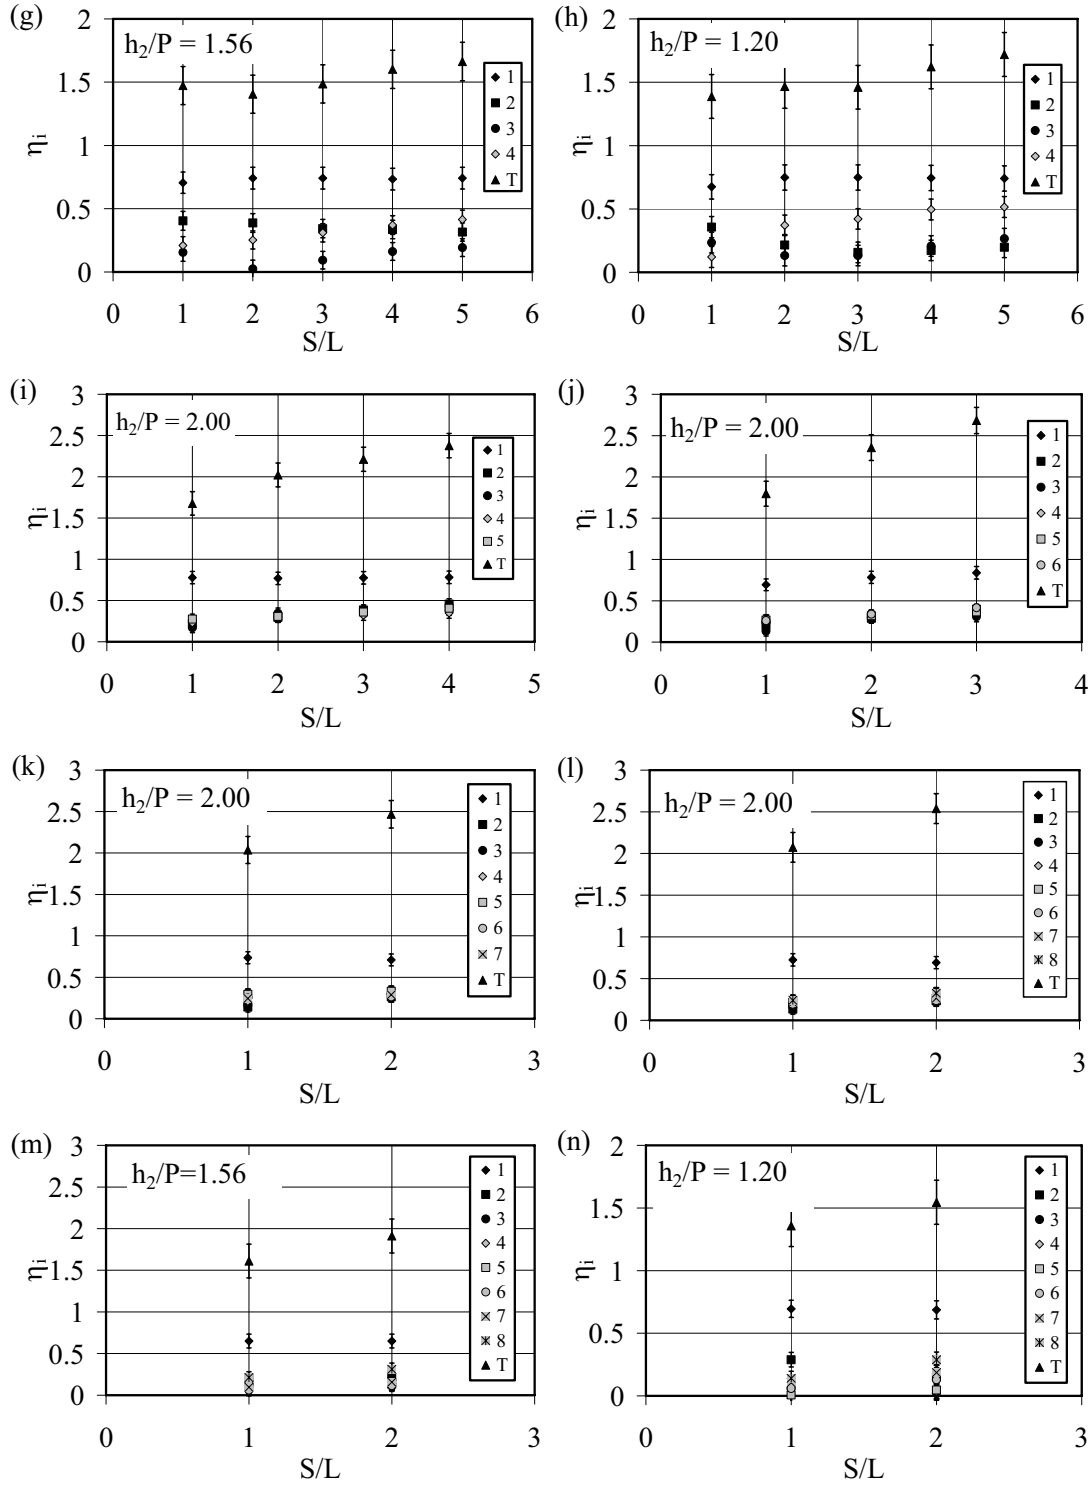 (g)
h2/P = 1.56
2
1.5
1
0.5
0
ηi
0 1 2 3 4 5 6
S/L
1
2
3
4
T
(h)
h2/P = 1.20
2
1.5
1
0.5
0
ηi
0 1 2 3 4 5 6
S/L
1
2
3
4
T
(i)
h2/P = 2.00
3
2.5
2
1.5
1
0.5
0
ηi
0 1 2 3 4 5
S/L
1
2
3
4
5
T
(j)
h2/P = 2.00
3
2.5
2
1.5
1
0.5
0
ηi
0 1 2 3 4
S/L
1
2
3
4
5
6
T
(k)
h2/P = 2.00
3
2.5
2
1.5
1
0.5
0
ηi
0 1 2 3
S/L
1
2
3
4
5
6
7
T
(l)
h2/P = 2.00
3
2.5
2
1.5
1
0.5
0
ηi
0 1 2 3
S/L
1
2
3
4
5
6
7
8
T
(m)
h2/P=1.56
3
2.5
2
1.5
1
0.5
0
ηi
0 1 2 3
S/L
1
2
3
4
5
6
7
8
T
(n)
h2/P = 1.20
2
1.5
1
0.5
0
ηi
0 1 2 3
S/L
1
2
3
4
5
6
7
8
T